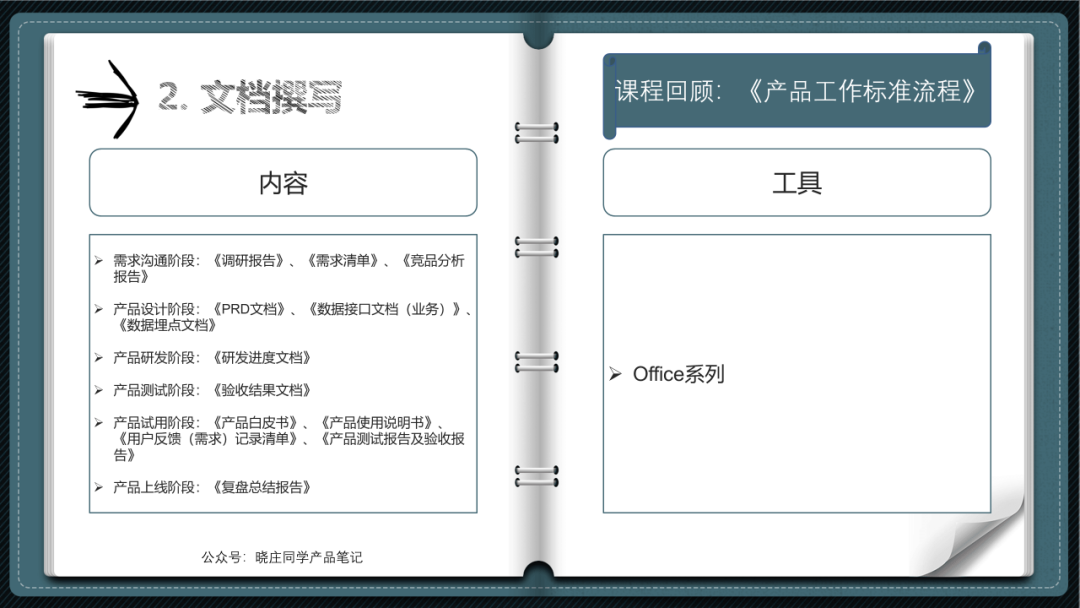 2. 文档撰写
内容
➢ 需求沟通阶段：《调研报告》、《需求清单》、《竞品分析
报告》
➢ 产品设计阶段：《PRD文档》、《数据接口文档（业务）》、
《数据埋点文档》
➢ 产品研发阶段：《研发进度文档》
➢ 产品测试阶段：《验收结果文档》
➢ 产品试用阶段：《产品白皮书》、《产品使用说明书》、
《用户反馈（需求）记录清单》、《产品测试报告及验收报
告》
➢ 产品上线阶段：《复盘总结报告》
公众号：晓庄同学产品笔记
课程回顾：《产品工作标准流程》
工具
➢ Office系列